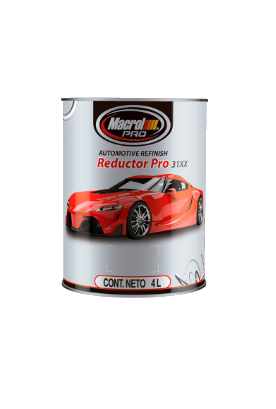 Macrolux
PRO
AUTOMOTIVE REFINISH
Reductor Pro 31XX
CONT. NETO 4L